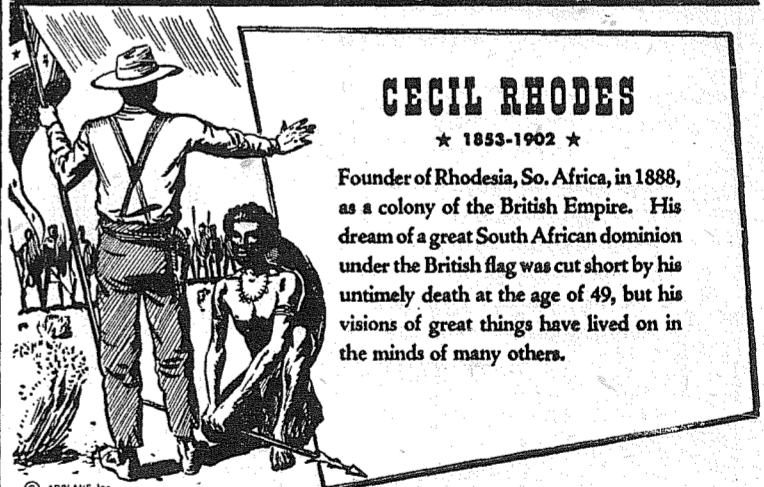 CECIL RHODES
★ 1853-1902 ★
Founder of Rhodesia, So. Africa, in 1888,
as a colony of the British Empire. His
dream of a great South African dominion
under the British flag was cut short by his
untimely death at the age of 49, but his
visions of great things have lived on in
the minds of many others.
©